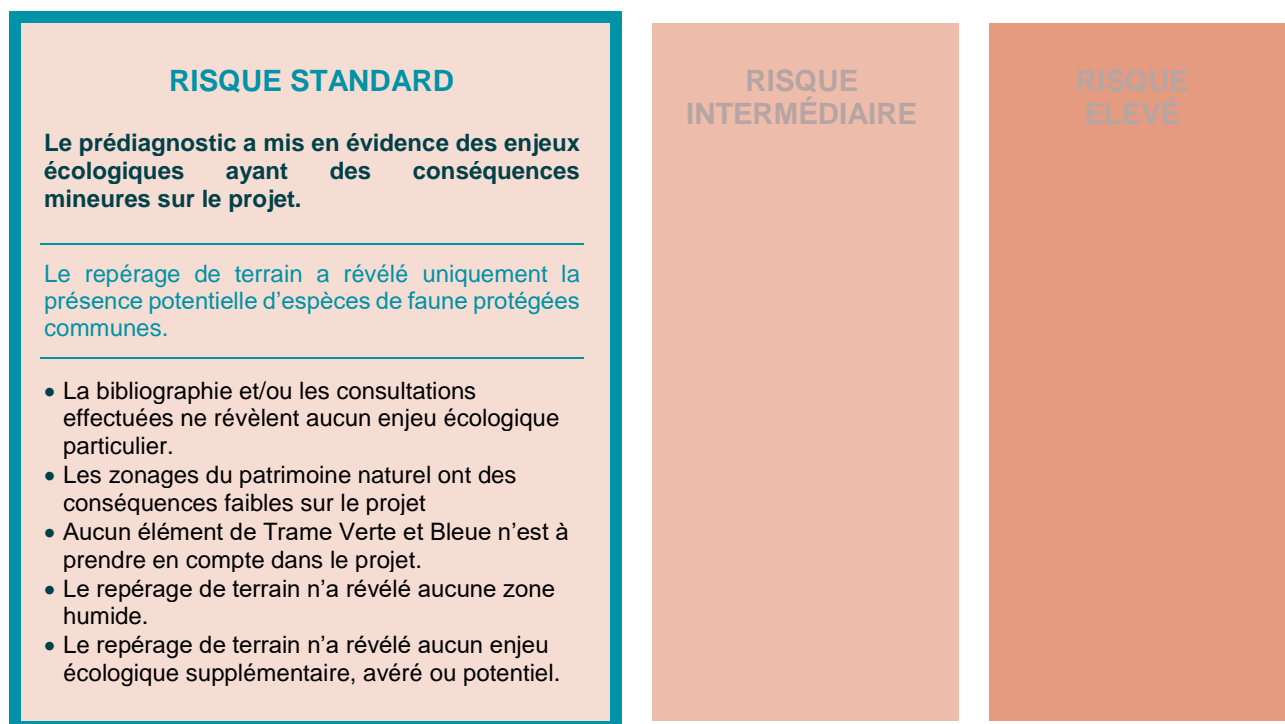 RISQUE STANDARD
Le prédiagnostic a mis en évidence des enjeux
écologiques ayant des conséquences
mineures sur le projet.
Le repérage de terrain a révélé uniquement la
présence potentielle d'espèces de faune protégées
communes.
• La bibliographie et/ou les consultations
effectuées ne révèlent aucun enjeu écologique
particulier.
• Les zonages du patrimoine naturel ont des
conséquences faibles sur le projet
• Aucun élément de Trame Verte et Bleue n'est à
prendre en compte dans le projet.
• Le repérage de terrain n'a révélé aucune zone
humide.
• Le repérage de terrain n'a révélé aucun enjeu
écologique supplémentaire, avéré ou potentiel.
RISQUE
INTERMÉDIAIRE
RISQUE
ELEVÉ